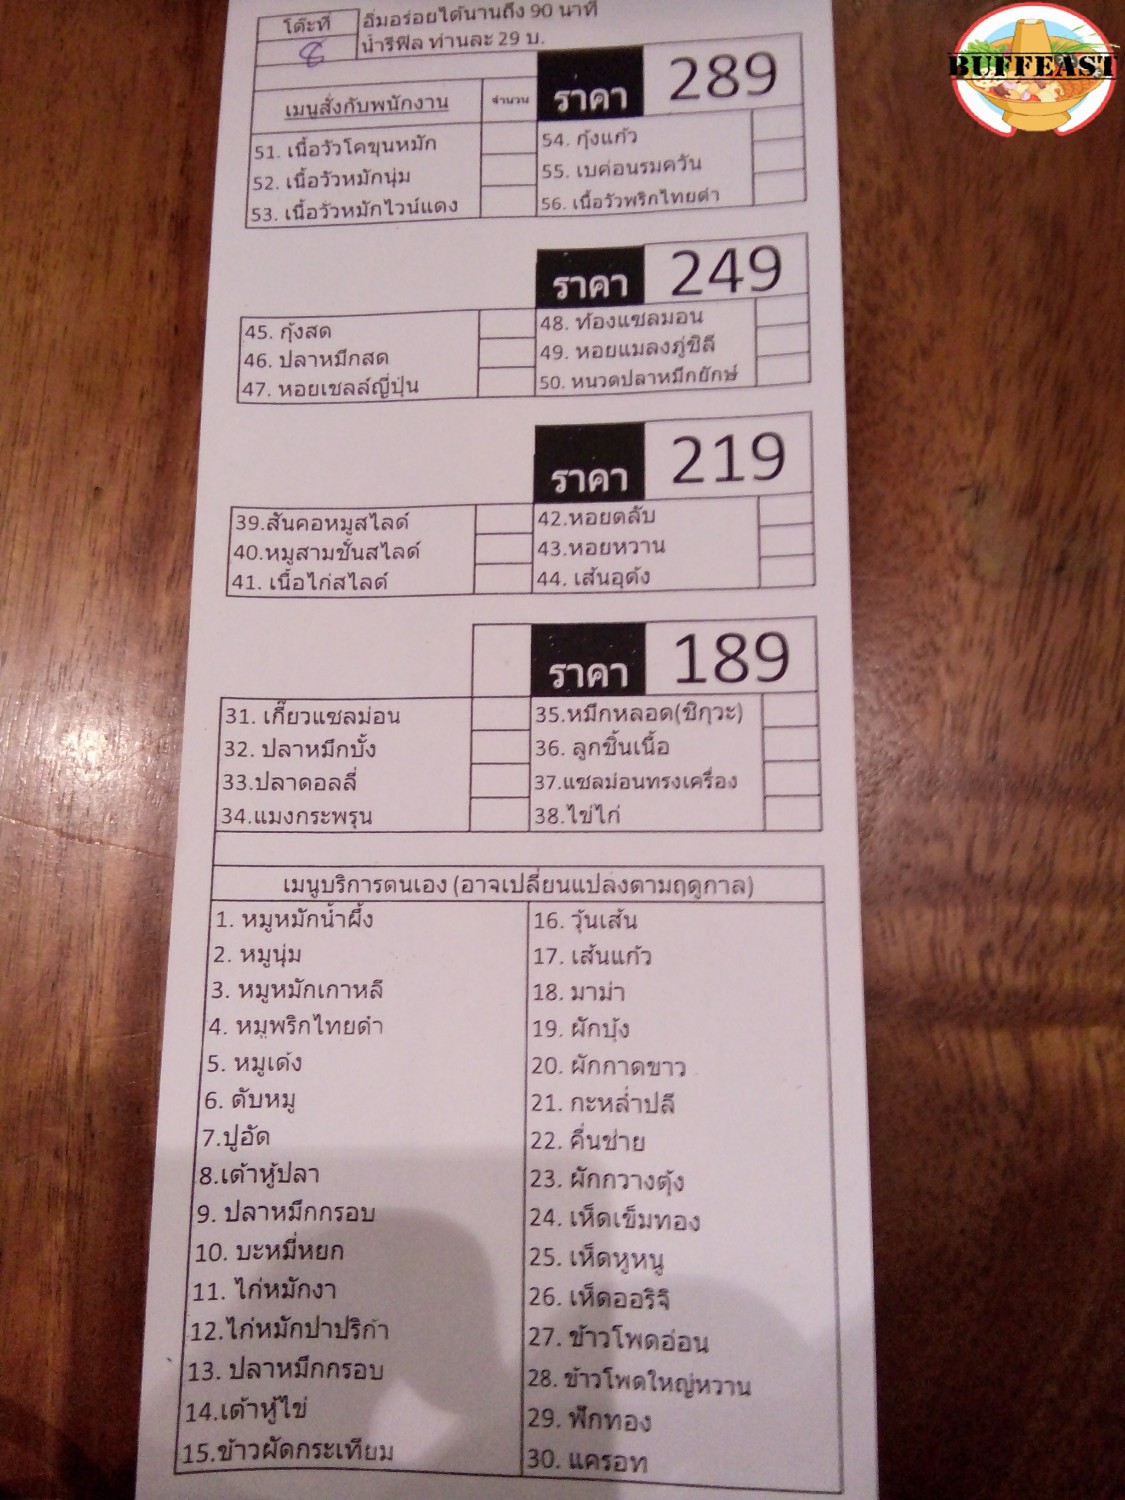 โต๊ะที่
8
อิ่มอร่อยได้นานถึง 90 นาที
น้ำรีฟิล ท่านละ 29 บ.
BUFFEAST
เมนูสั่งกับพนักงาน
จำนวน
ราคา 289
51. เนื้อวัวโคขุนหมัก
52. เนื้อวัวหมักนุ่ม
53. เนื้อวัวหมักไวน์แดง
54. กุ้งแก้ว
55. เบค่อนรมควัน
56. เนื้อวัวพริกไทยดำ
ราคา 249
45. กุ้งสด
46. ปลาหมึกสด
47. หอยเชลล์ญี่ปุ่น
48. ท้องแซลมอน
49. หอยแมลงภู่ชิลี
50. หนวดปลาหมึกยักษ์
ราคา 219
39.สันคอหมูสไลด์
40.หมูสามชั้นสไลด์
41. เนื้อไก่สไลด์
42.หอยตลับ
43.หอยหวาน
44. เส้นอุด้ง
ราคา 189
31. เกี๊ยวแซลม่อน
32. ปลาหมึกบั้ง
33.ปลาดอลลี่
34.แมงกระพรุน
35.หมึกหลอด(ชิกุวะ)
36. ลูกชิ้นเนื้อ
37.แซลม่อนทรงเครื่อง
38.ไข่ไก่
เมนูบริการตนเอง (อาจเปลี่ยนแปลงตามฤดูกาล)
1. หมูหมักน้ำผึ้ง
2. หมูนุ่ม
3. หมูหมักเกาหลี
4. หมูพริกไทยดำ
5. หมูเด้ง
6. ตับหมู
7.ปูอัด
8.เต้าหู้ปลา
9. ปลาหมึกกรอบ
10. บะหมี่หยก
11. ไก่หมักงา
12.ไก่หมักปาปริก้า
13. ปลาหมึกกรอบ
14.เต้าหู้ไข่
15.ข้าวผัดกระเทียม
16. วุ้นเส้น
17. เส้นแก้ว
18. มาม่า
19. ผักบุ้ง
20. ผักกาดขาว
21. กะหล่ำปลี
22. คื่นช่าย
23. ผักกวางตุ้ง
24. เห็ดเข็มทอง
25. เห็ดหูหนู
26. เห็ดออริจิ
27. ข้าวโพดอ่อน
28. ข้าวโพดใหญ่หวาน
29. ฟักทอง
30. แครอท